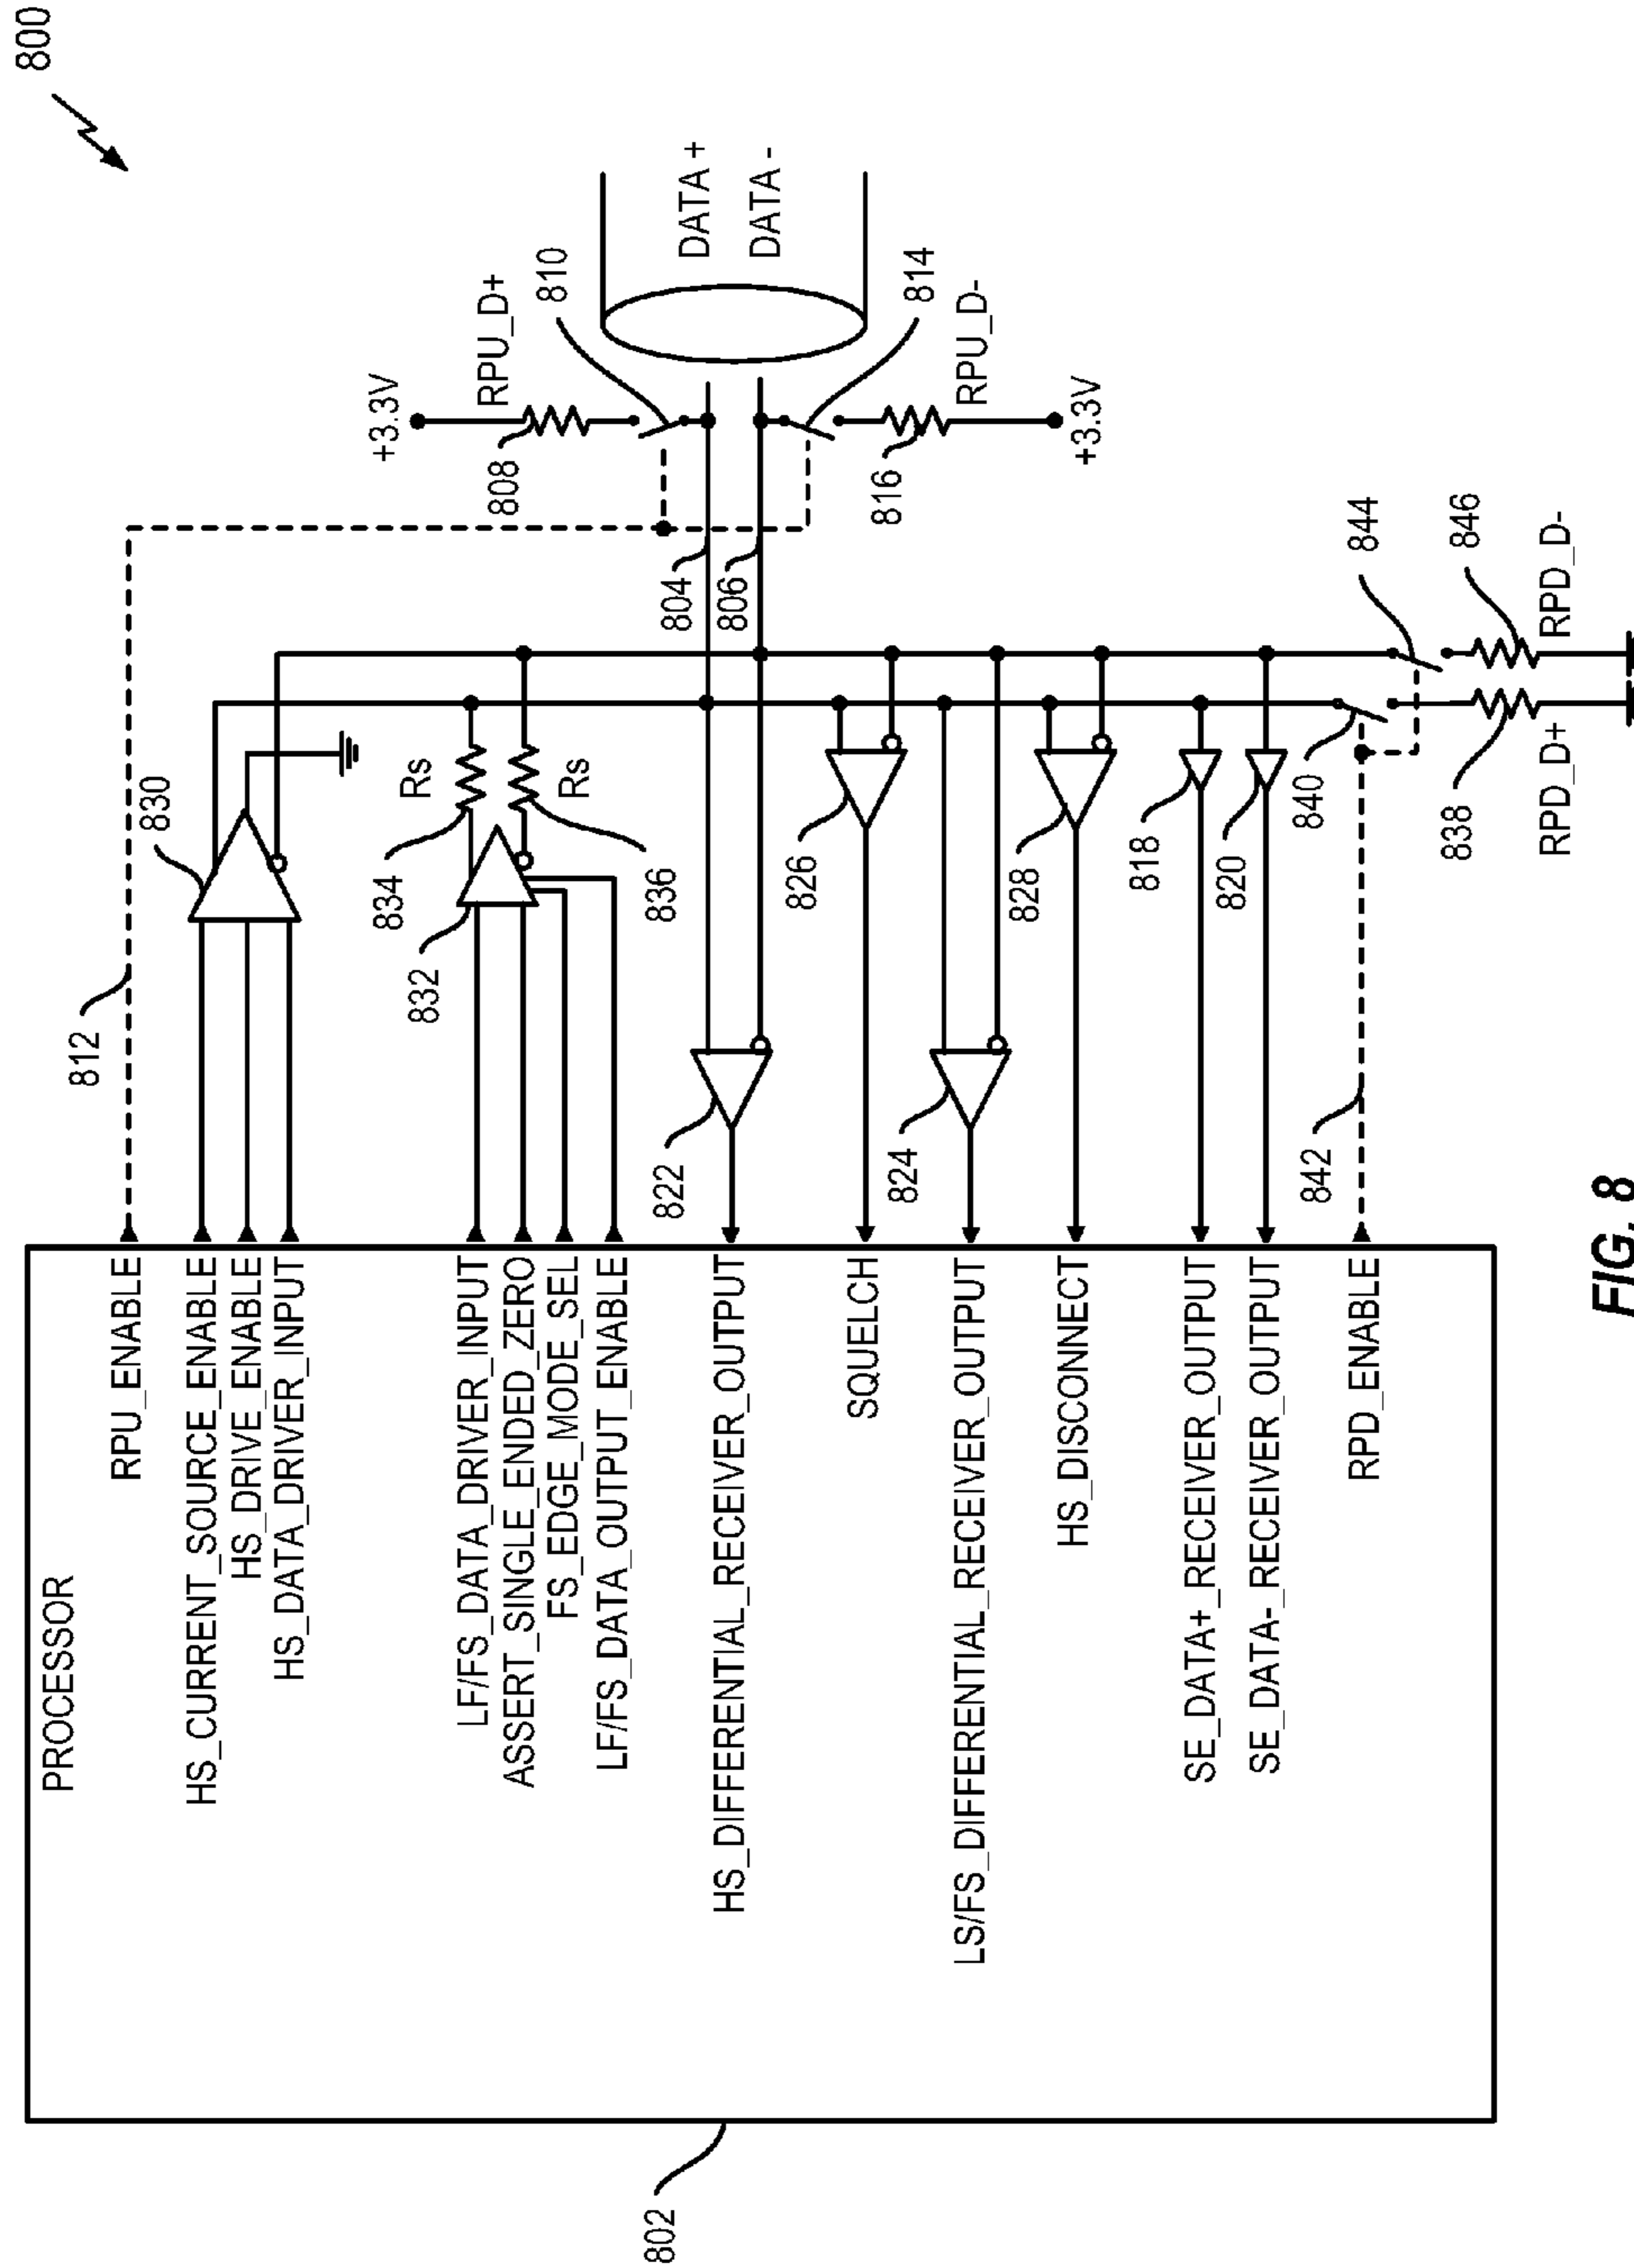 800
PROCESSOR
802
RPU_ENABLE
812
HS_CURRENT_SOURCE_ENABLE
HS_DRIVE_ENABLE
HS_DATA_DRIVER_INPUT
830
LF/FS_DATA_DRIVER_INPUT
ASSERT_SINGLE_ENDED_ZERO
FS_EDGE_MODE_SEL
LF/FS_DATA_OUTPUT_ENABLE
832
834
Rs
Rs
836
HS_DIFFERENTIAL_RECEIVER_OUTPUT
822
804
806
+3.3V
808
RPU_D+
810
DATA +
DATA -
814
RPU_D-
816
+3.3V
SQUELCH
826
LS/FS_DIFFERENTIAL_RECEIVER_OUTPUT
824
HS_DISCONNECT
828
SE_DATA+_RECEIVER_OUTPUT
818
SE_DATA-_RECEIVER_OUTPUT
820
RPD_ENABLE
842
840
844
838
846
RPD_D+
RPD_D-
FIG. 8